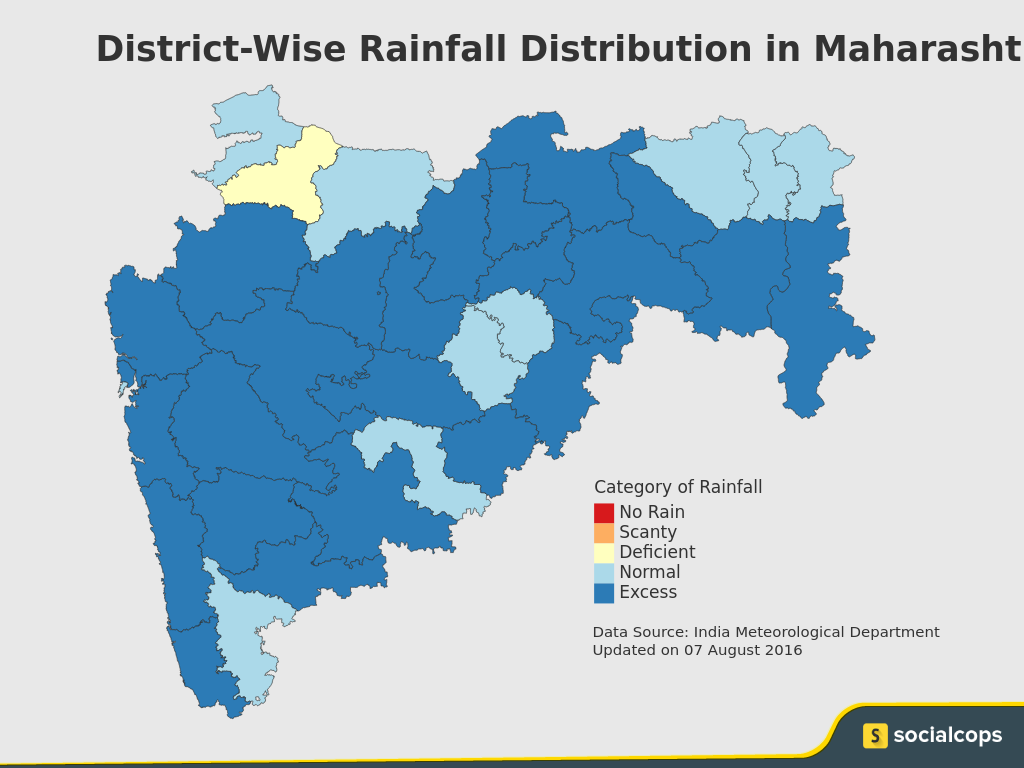 District-Wise Rainfall Distribution in Maharasht
Category of Rainfall
No Rain
Scanty
Deficient
Normal
Excess
Data Source: India Meteorological Department
Updated on 07 August 2016
S socialcops